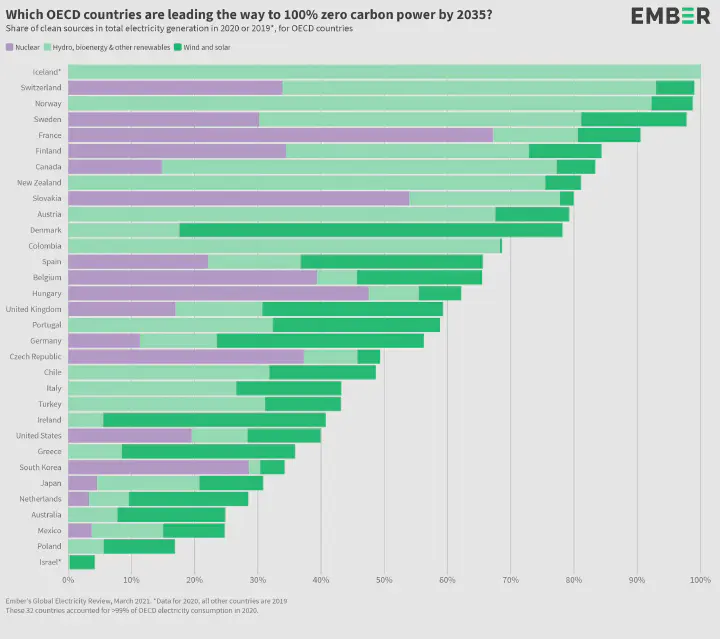 Which OECD countries are leading the way to 100% zero carbon power by 2035?
EMBER
Share of clean sources in total electricity generation in 2020 or 2019*, for OECD countries
Nuclear Hydro, bioenergy & other renewables Wind and solar
Iceland*
Switzerland
Norway
Sweden
France
Finland
Canada
New Zealand
Slovakia
Austria
Denmark
Colombia
Spain
Belgium
Hungary
United Kingdom
Portugal
Germany
Czech Republic
Chile
Italy
Turkey
Ireland
United States
Greece
South Korea
Japan
Netherlands
Australia
Mexico
Poland
Israel*
0% 10% 20% 30% 40% 50% 60% 70% 80% 90% 100%
Ember's Global Electricity Review, March 2021. *Data for 2020, all other countries are 2019
These 32 countries accounted for >99% of OECD electricity consumption in 2020.